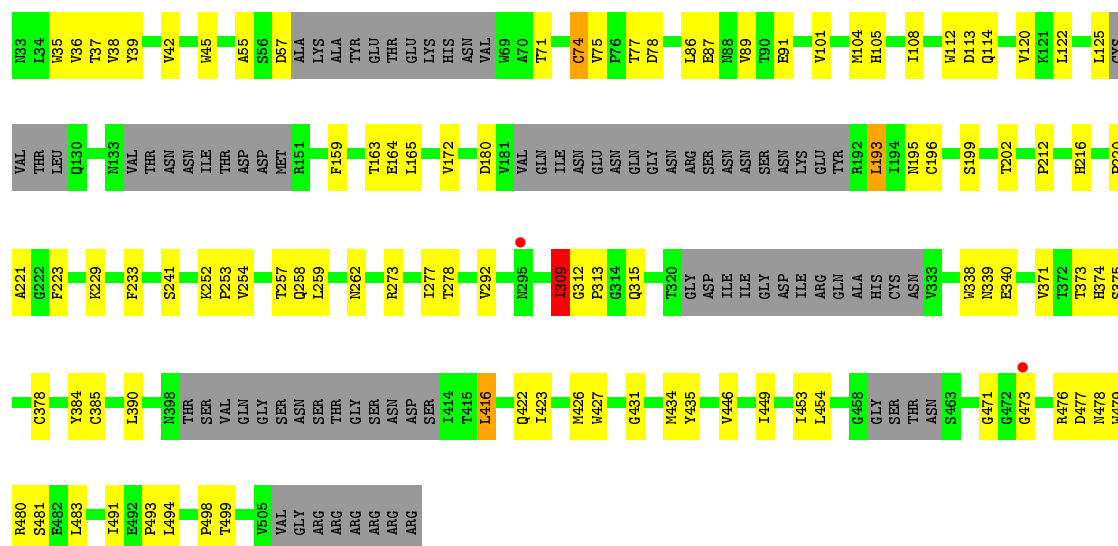 N33 L34 W35 V36 T37 V38 Y39 V42 W45 A55 S56 D57 ALA LYS ALA TYR GLU THR GLU LYS HIS ASN VAL W69 A70 T71 C74 V75 P76 T77 D78 L86 E87 N88 V89 T90 E91 V101 M104 H105 I108 W112 D113 Q114 V120 K121 L122 L125
VAL THR LEU Q130 N133 VAL THR ASN ASN ILE THR ASP ASP MET R151 F159 T163 E164 L165 V172 D180 V181 VAL GLN ILE ASN GLU ASN GLN GLY ASN ARG SER ASN ASN SER ASN LYS GLU TYR R192 L193 I194 N195 C196 S199 T202 P212 H216
A221 G222 F223 K229 F233 S241 K252 P253 V254 T257 Q258 L259 N262 R273 I277 T278 V292 N295 I309 G312 P313 G314 Q315 T320 GLY ASP ILE ILE GLY ASP ILE ARG GLN ALA HIS CYS ASN V333 W338 N339 E340 V371 T372 T373 H374 S375
C378 Y384 C385 L390 N398 THR SER VAL GLN GLY SER ASN SER THR GLY SER ASN ASP SER I414 T415 L416 Q422 I423 M426 W427 G431 M434 Y435 V446 I449 I453 L454 G458 GLY SER THR ASN S463 G471 G472 G473 R476 D477 N478 W479
R480 S481 E482 L483 I491 E492 P493 L494 P498 T499 V505 VAL GLY ARG ARG ARG ARG ARG ARG